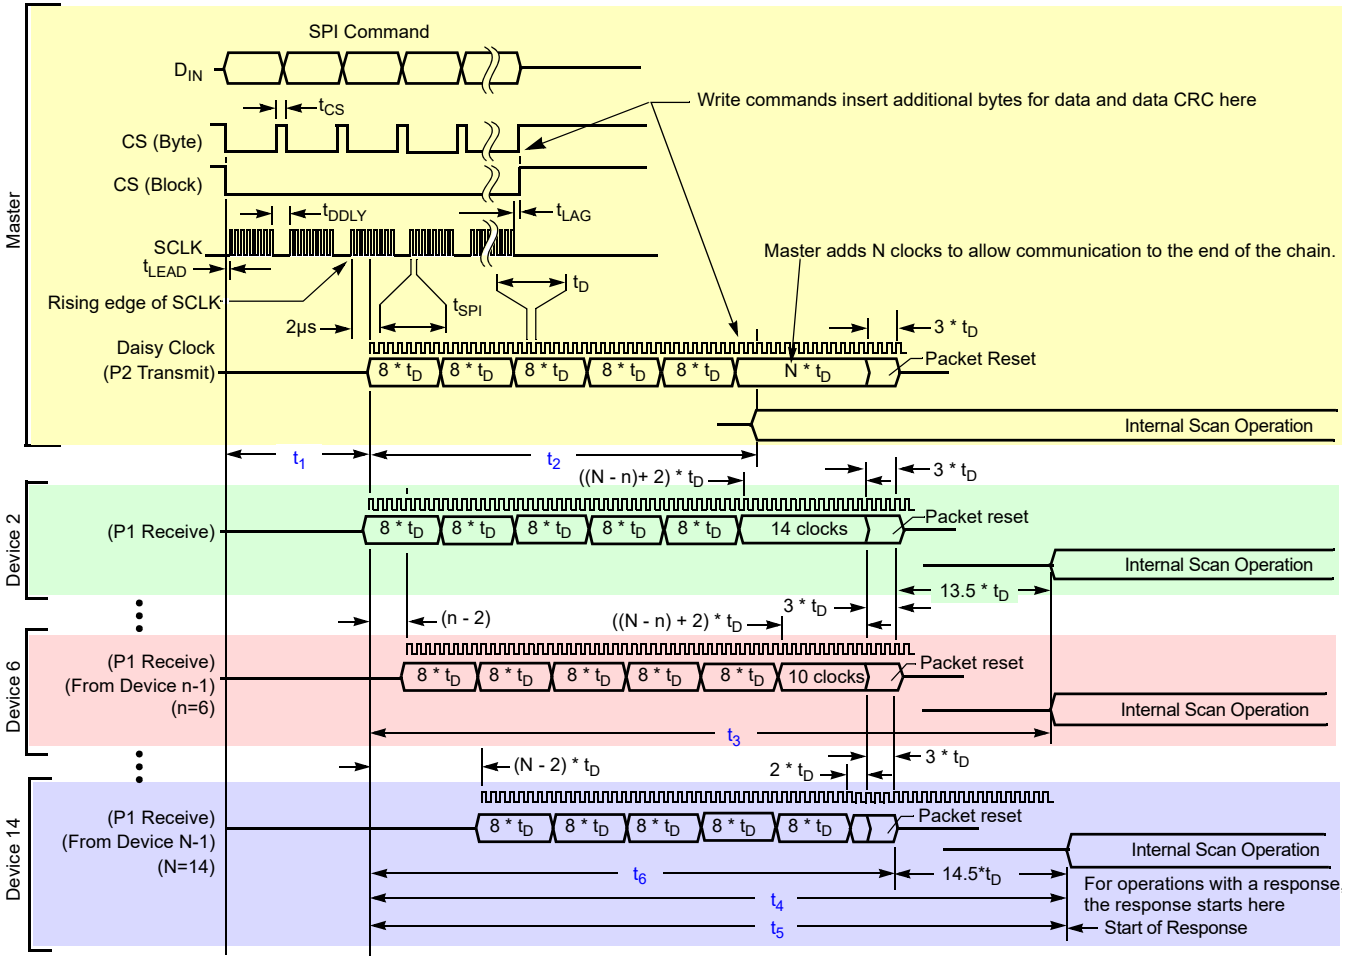 SPI Command
DIN
tCS
Write commands insert additional bytes for data and data CRC here
CS (Byte)
CS (Block)
tDDLY
tLAG
SCLK
Master adds N clocks to allow communication to the end of the chain.
tLEAD
tD
Rising edge of SCLK
tSPI
2µs
3 * tD
Daisy Clock
(P2 Transmit)
8 * tD
8 * tD
8 * tD
8 * tD
8 * tD
N * tD
Packet Reset
Internal Scan Operation
Master
t1
t2
((N - n)+ 2) * tD
3 * tD
Device 2
(P1 Receive)
8 * tD
8 * tD
8 * tD
8 * tD
8 * tD
14 clocks
Packet reset
Internal Scan Operation
13.5 * tD
3 * tD
(n - 2)
((N - n) + 2) * tD
Device 6
(P1 Receive)
(From Device n-1)
(n=6)
8 * tD
8 * tD
8 * tD
8 * tD
8 * tD
10 clocks
Packet reset
Internal Scan Operation
t3
(N - 2) * tD
2 * tD
3 * tD
Device 14
(P1 Receive)
(From Device N-1)
(N=14)
8 * tD
8 * tD
8 * tD
8 * tD
8 * tD
Packet reset
Internal Scan Operation
t6
14.5*tD
For operations with a response,
the response starts here
t4
t5
Start of Response